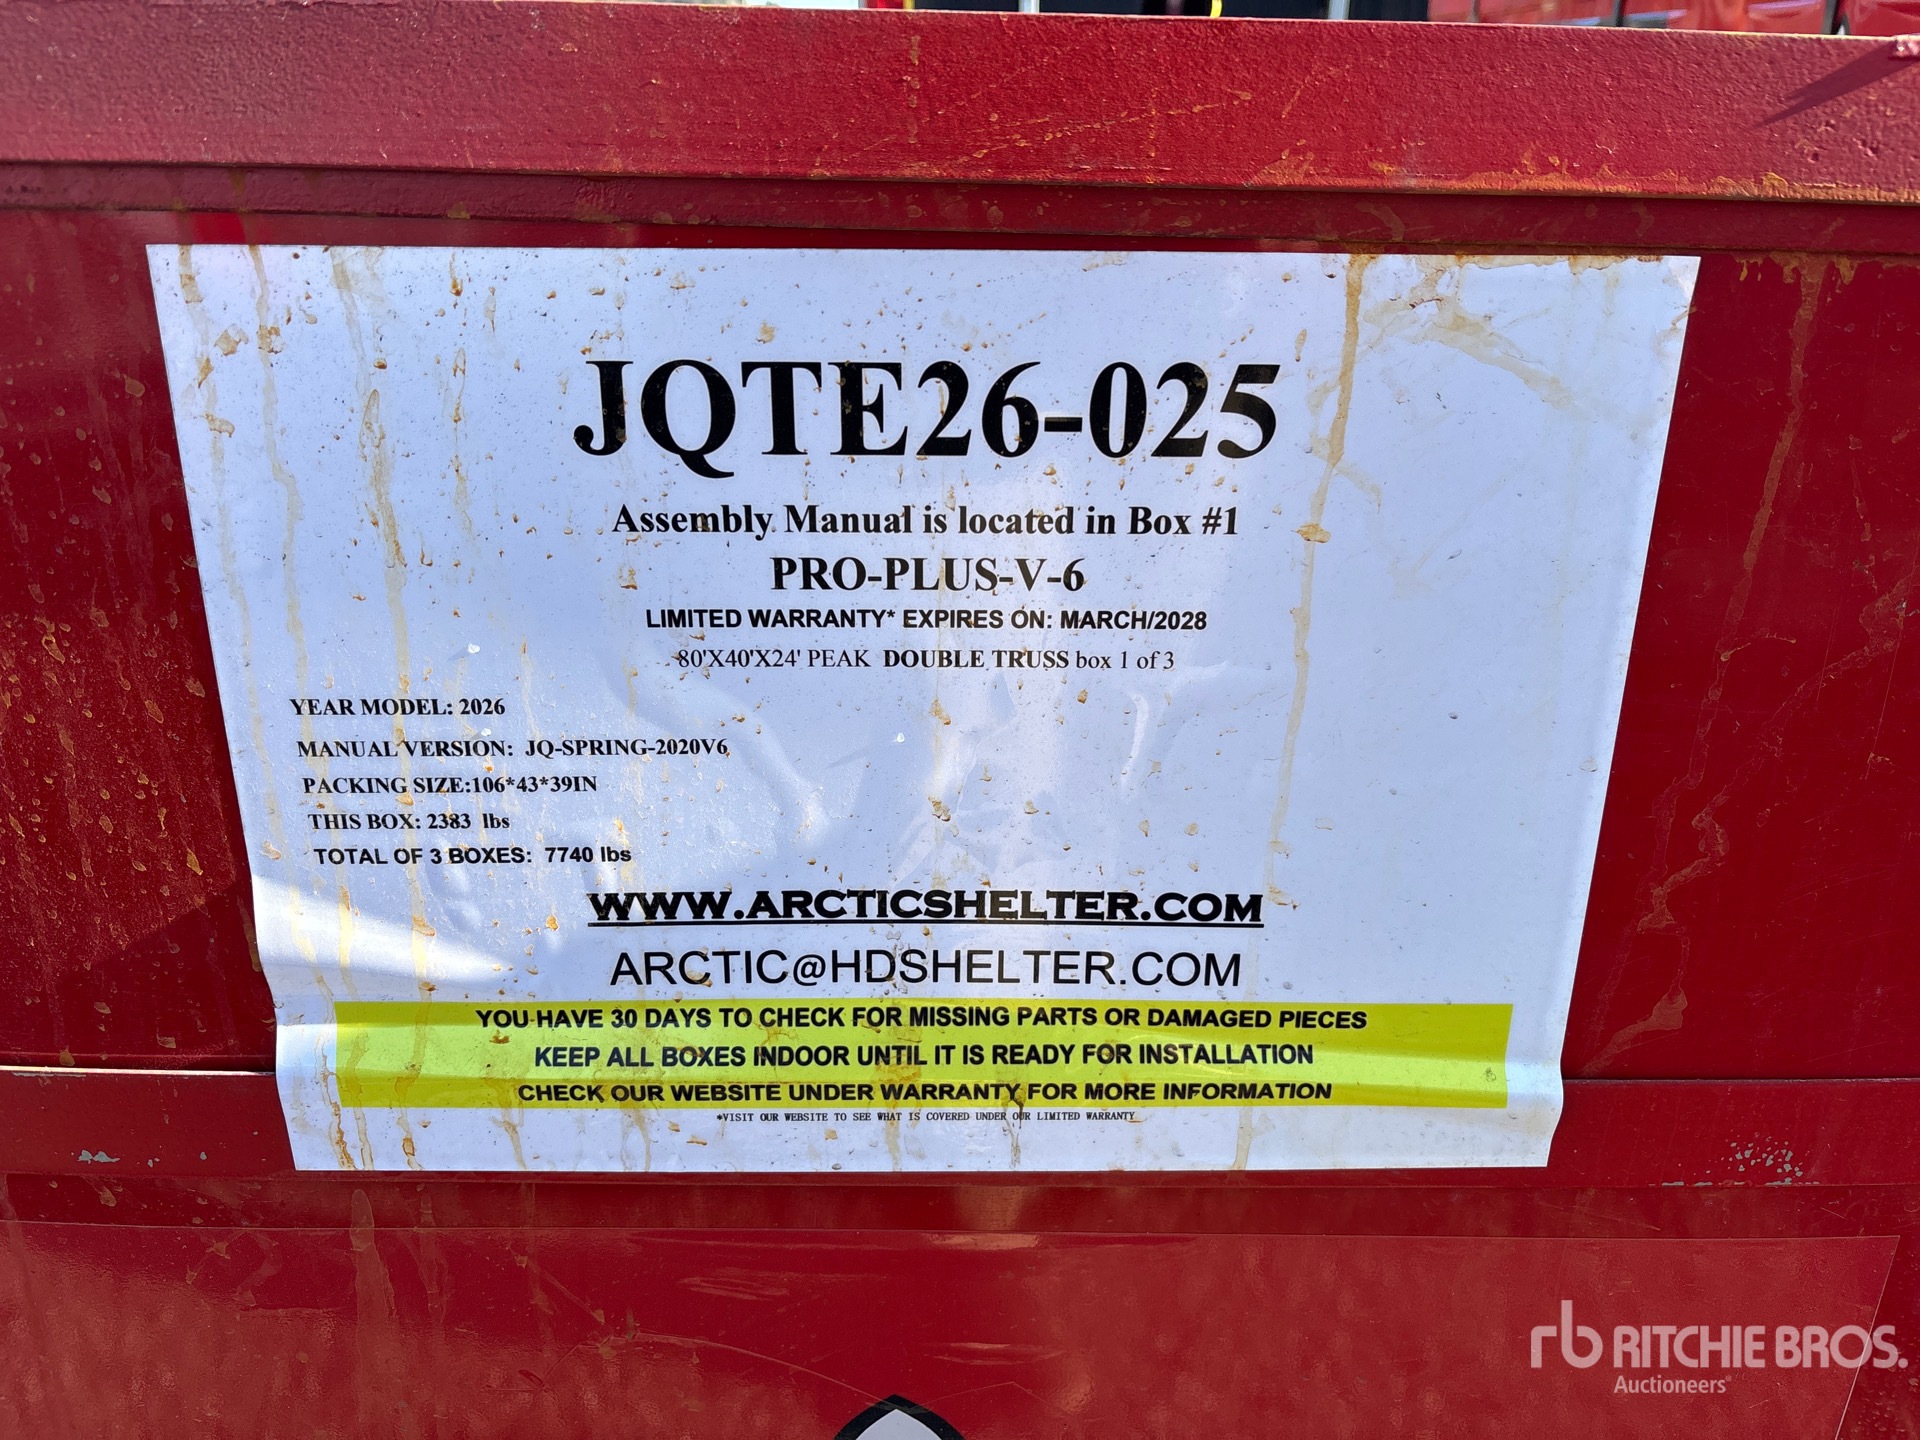 JQTE26-025
Assembly Manual is located in Box #1
PRO-PLUS-V-6
LIMITED WARRANTY* EXPIRES ON: MARCH/2028
80'X40'X24' PEAK DOUBLE TRUSS box 1 of 3
YEAR MODEL: 2026
MANUAL VERSION: JQ-SPRING-2020V6
PACKING SIZE:106*43*39IN
THIS BOX: 2383 lbs
TOTAL OF 3 BOXES: 7740 lbs
WWW.ARCTICSHELTER.COM
ARCTIC@HDSHELTER.COM
YOU HAVE 30 DAYS TO CHECK FOR MISSING PARTS OR DAMAGED PIECES
KEEP ALL BOXES INDOOR UNTIL IT IS READY FOR INSTALLATION
CHECK OUR WEBSITE UNDER WARRANTY FOR MORE INFORMATION
*VISIT OUR WEBSITE TO SEE WHAT IS COVERED UNDER OUR LIMITED WARRANTY
rb RITCHIE BROS.
Auctioneers